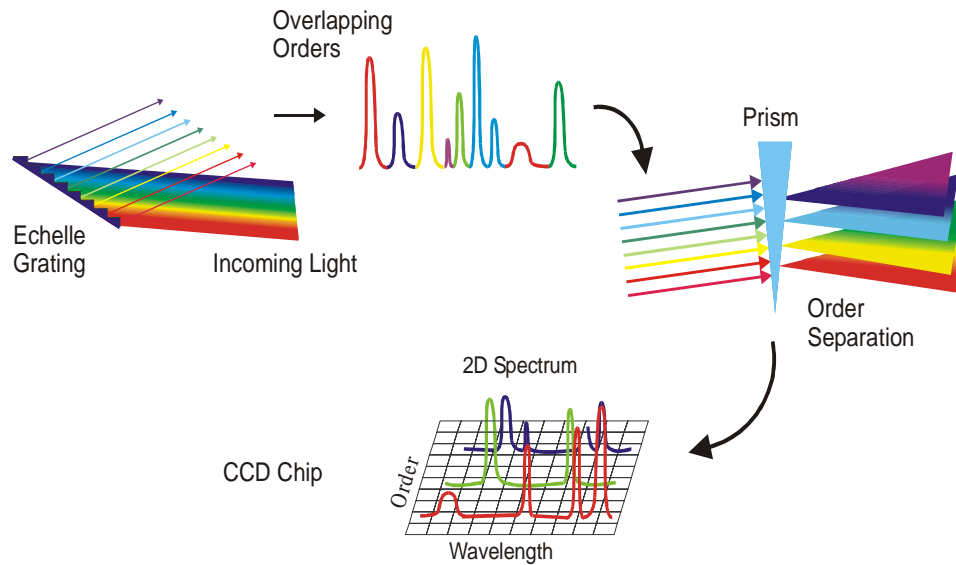 Overlapping
Orders
Prism
Echelle
Grating
Incoming Light
Order
Separation
2D Spectrum
CCD Chip
Order
Wavelength